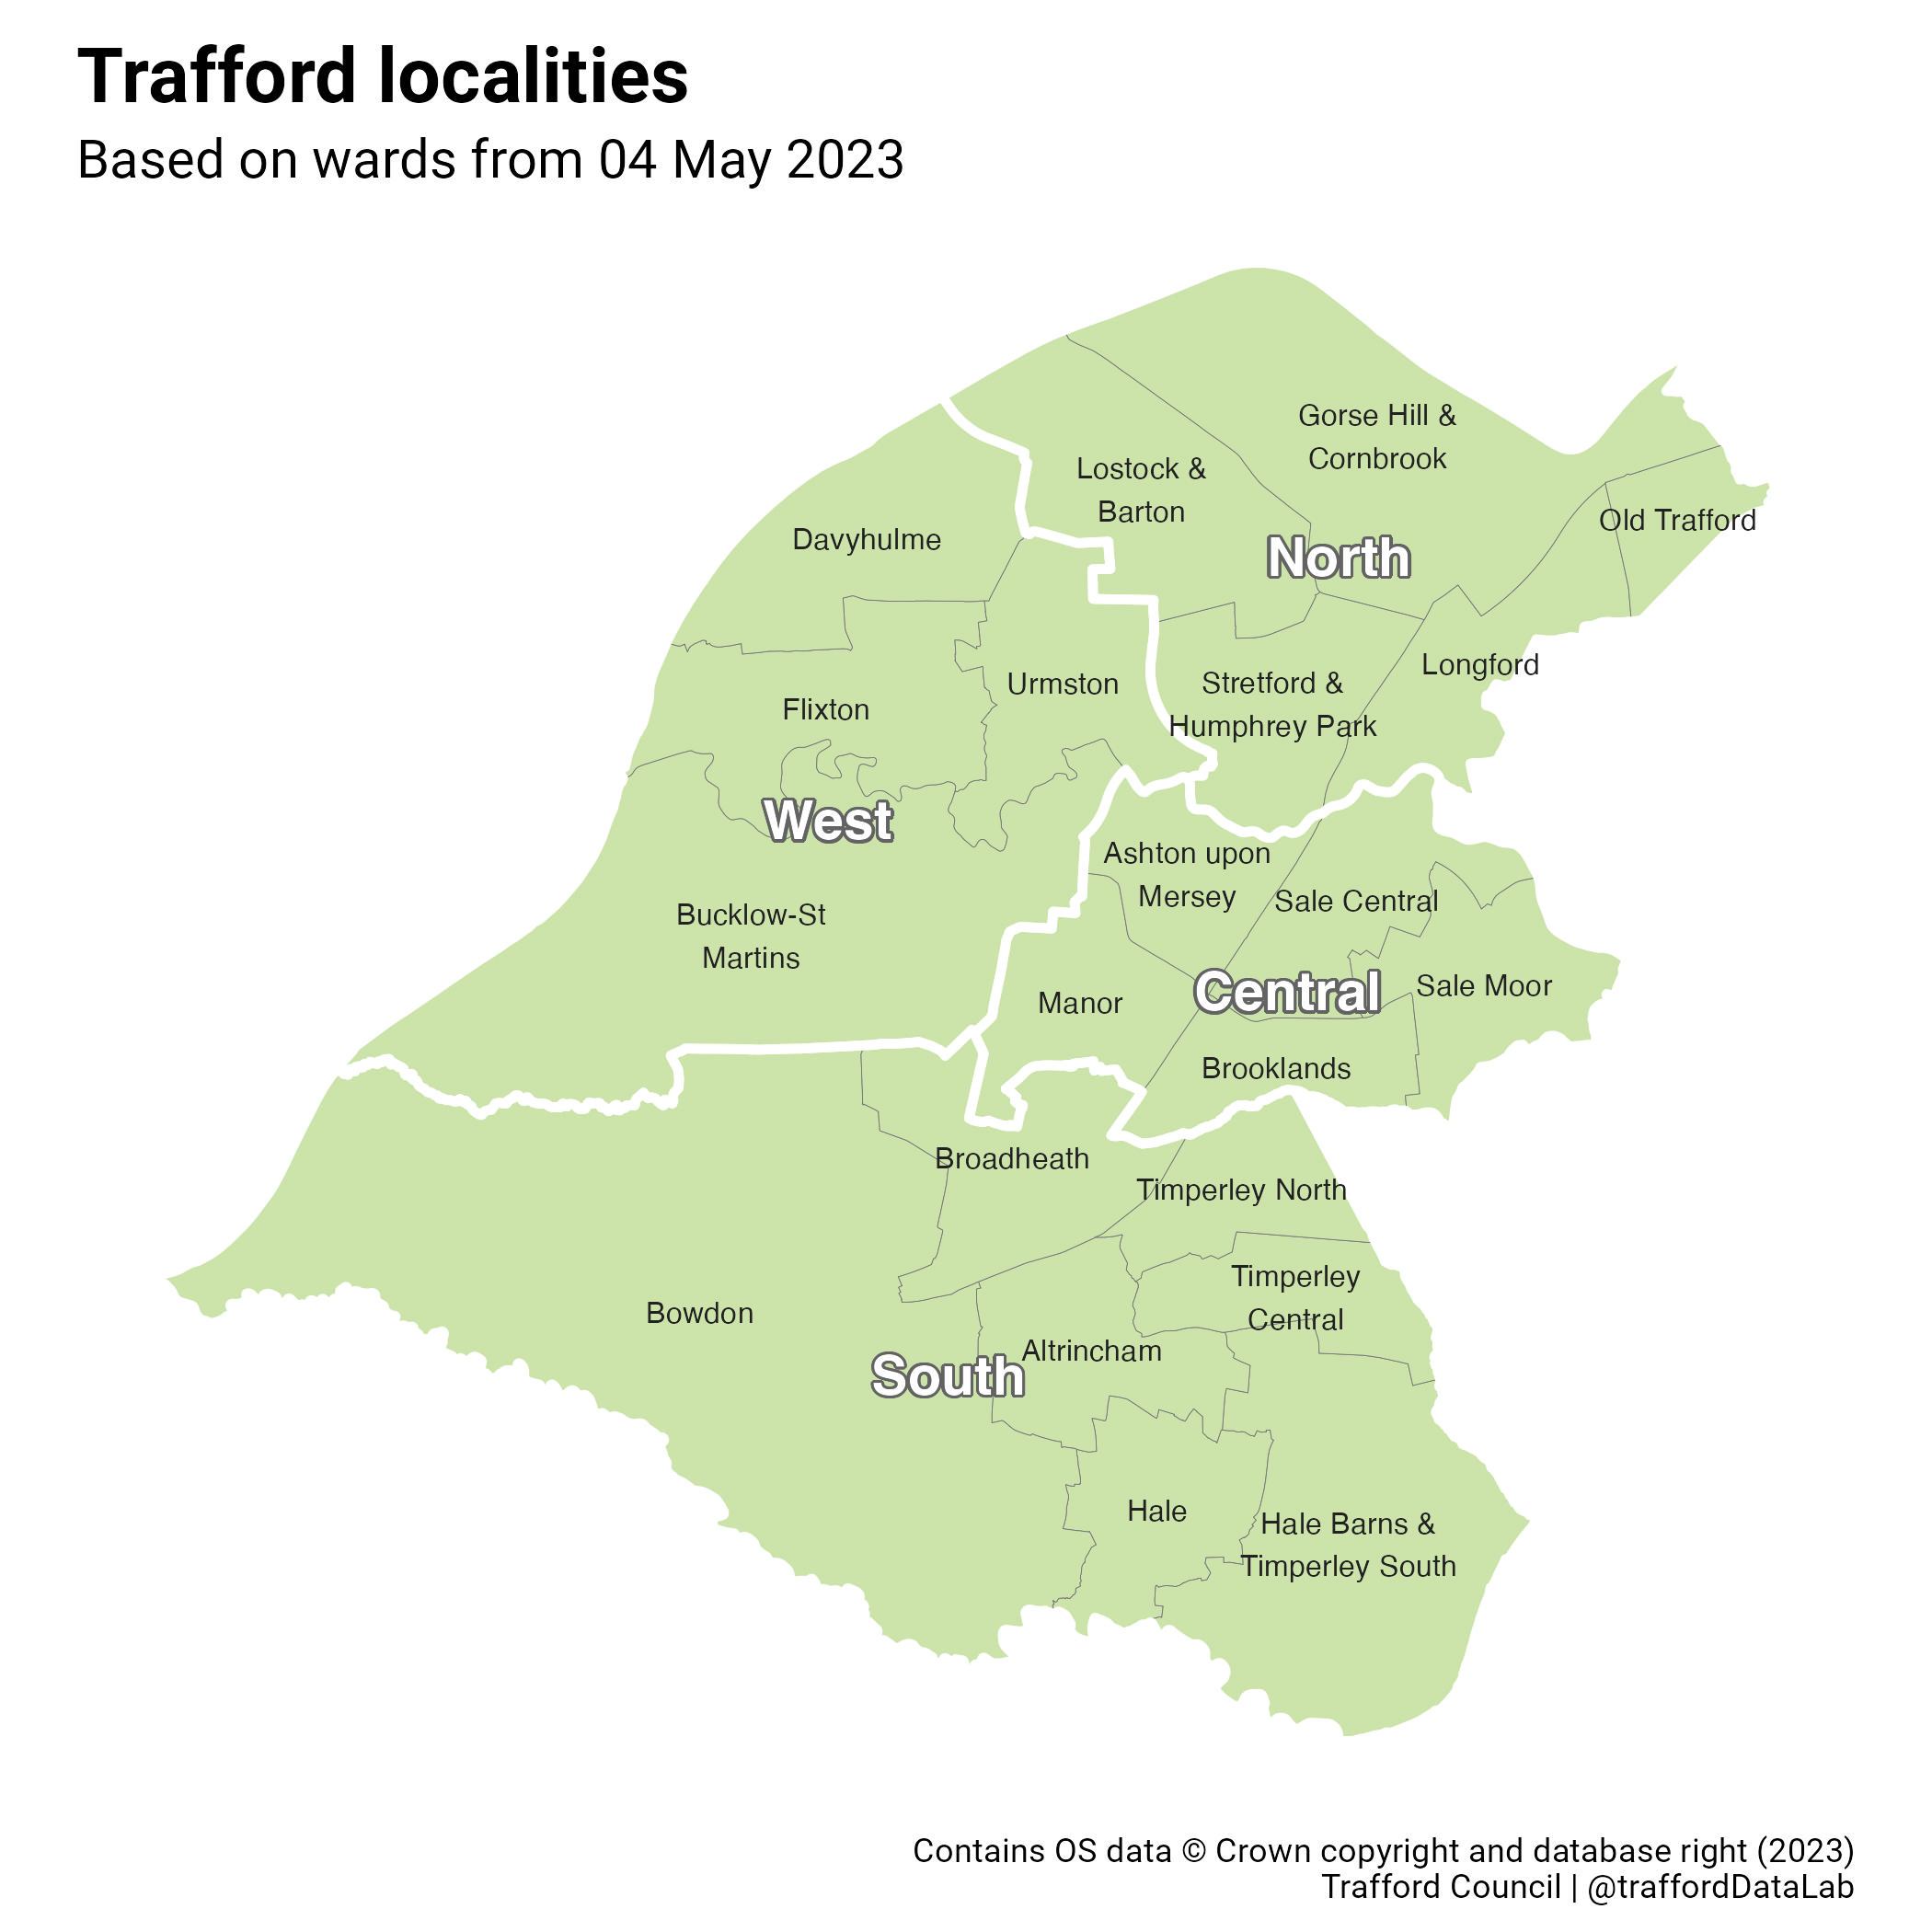 Trafford localities
Based on wards from 04 May 2023
Gorse Hill &
Cornbrook
Lostock &
Barton
Old Trafford
Davyhulme
North
Longford
Urmston
Stretford &
Humphrey Park
Flixton
West
Ashton upon
Mersey
Sale Central
Bucklow-St
Martins
Sale Moor
Central
Manor
Brooklands
Broadheath
Timperley North
Timperley
Central
Bowdon
Altrincham
South
Hale
Hale Barns &
Timperley South
Contains OS data © Crown copyright and database right (2023)
Trafford Council | @traffordDataLab